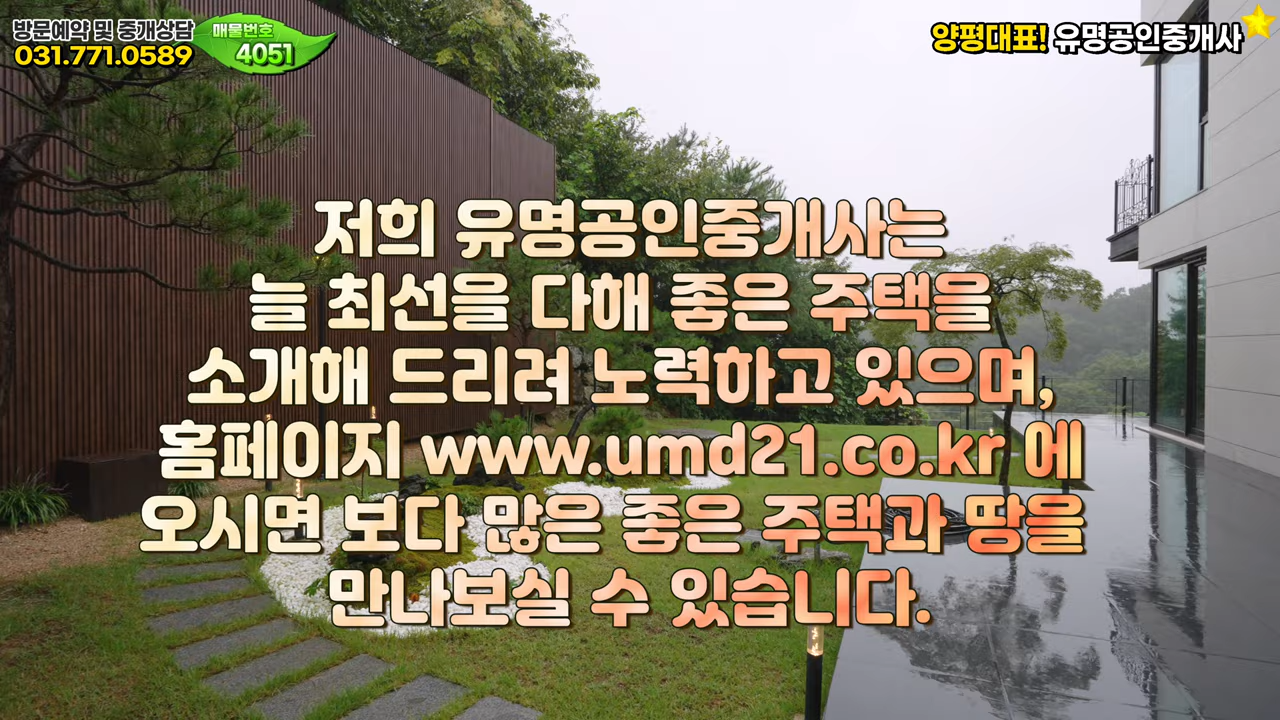 방문예약 및 중개상담
031.771.0589
매물번호
4051
양평대표! 유명공인중개사
저희 유명공인중개사는
늘 최선을 다해 좋은 주택을
소개해 드리려 노력하고 있으며,
홈페이지 www.umd21.co.kr 에
오시면 보다 많은 좋은 주택과 땅을
만나보실 수 있습니다.